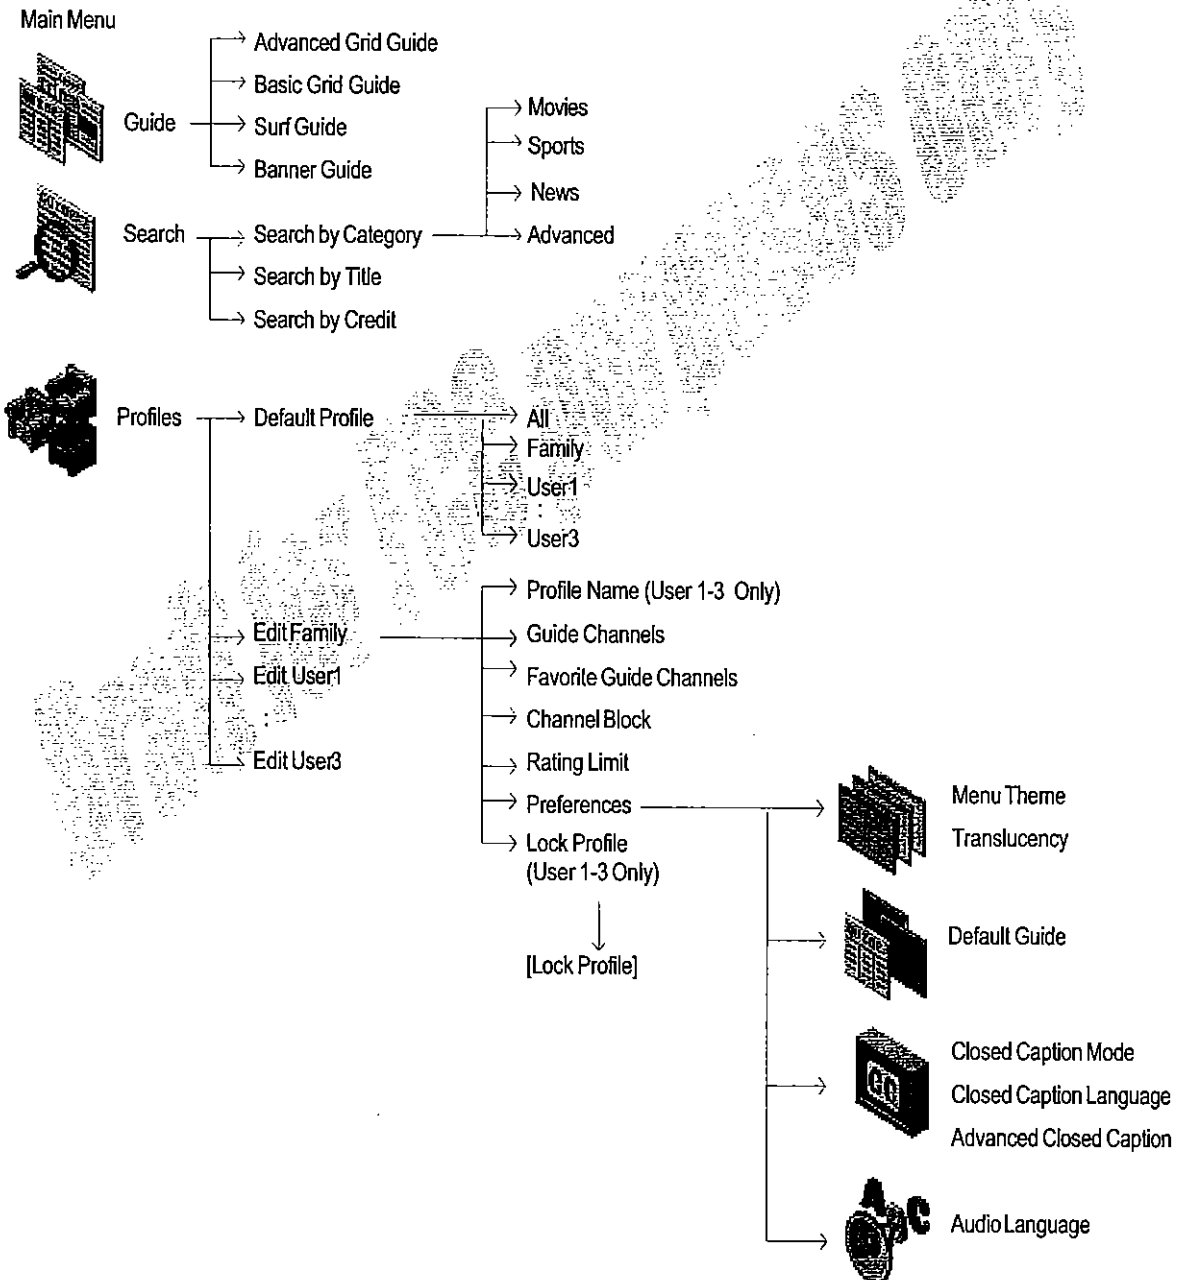 Main Menu
Guide
Advanced Grid Guide
Basic Grid Guide
Surf Guide
Banner Guide
Search
Search by Category
Search by Title
Search by Credit
Movies
Sports
News
Advanced
Profiles
Default Profile
All
Family
User1
:
User3
Edit Family
Edit User1
:
Edit User3
Profile Name (User 1-3 Only)
Guide Channels
Favorite Guide Channels
Channel Block
Rating Limit
Preferences
Lock Profile
(User 1-3 Only)
[Lock Profile]
Menu Theme
Translucency
Default Guide
Closed Caption Mode
Closed Caption Language
Advanced Closed Caption
Audio Language